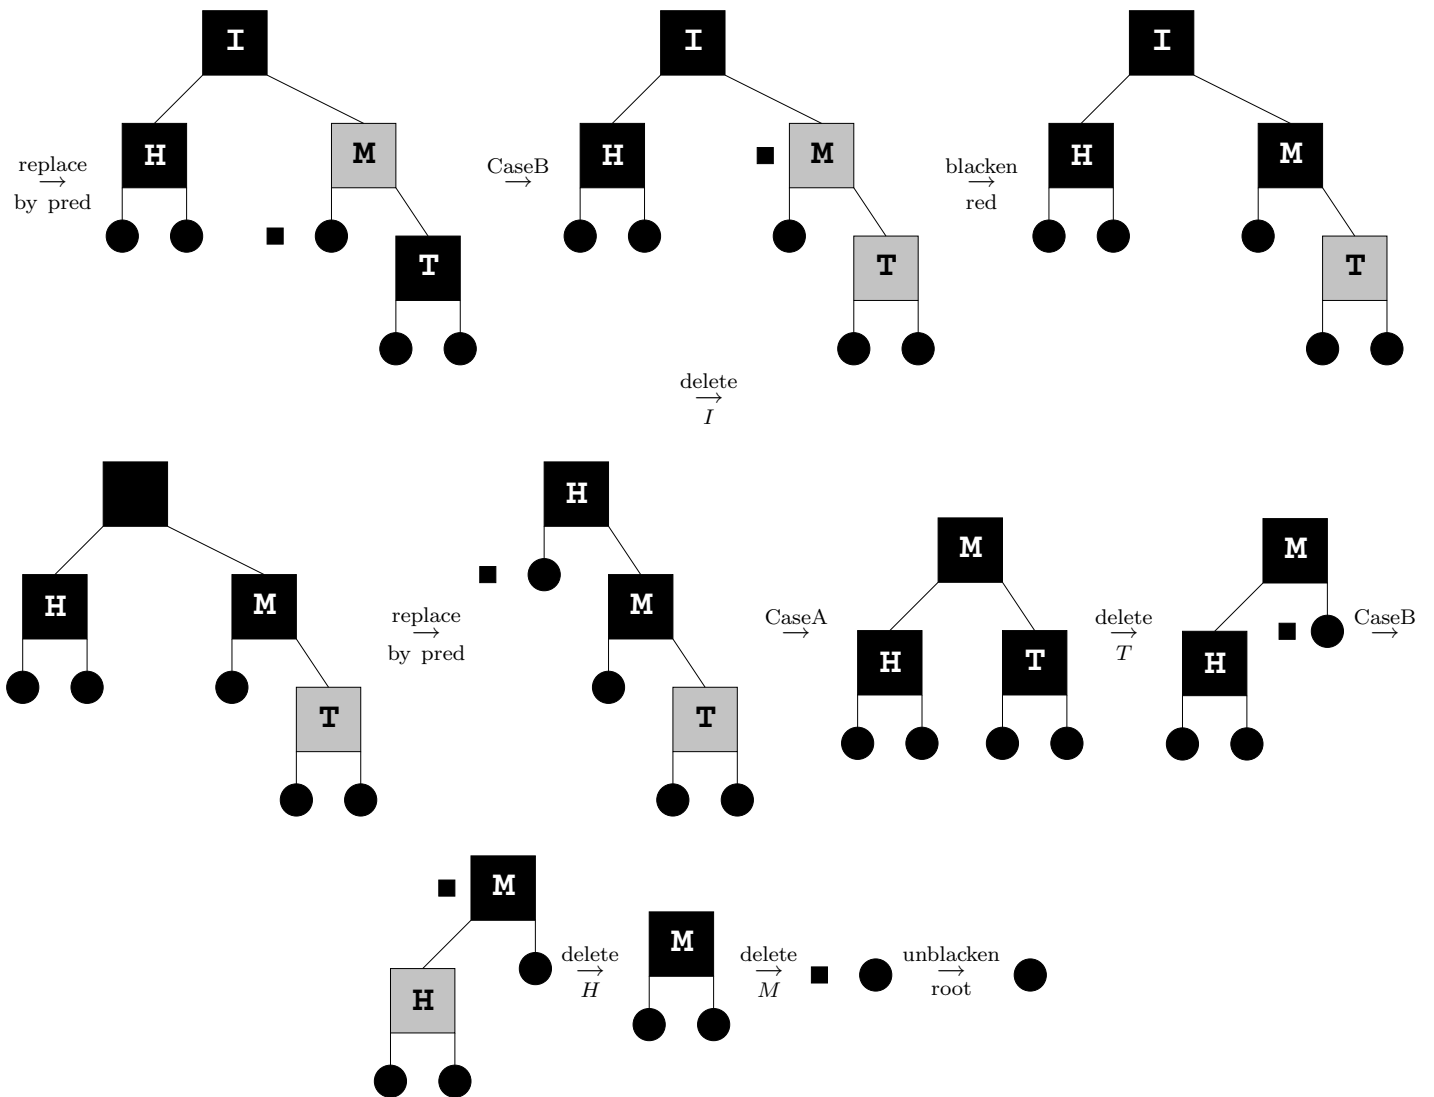 I
I
I
replace
by pred
H
M
CaseB
H
M
blacken
red
H
M
T
T
T
delete
I
H
M
T
replace
by pred
H
M
T
CaseA
M
H
T
delete
T
M
H
CaseB
M
H
delete
H
M
delete
M
unblacken
root